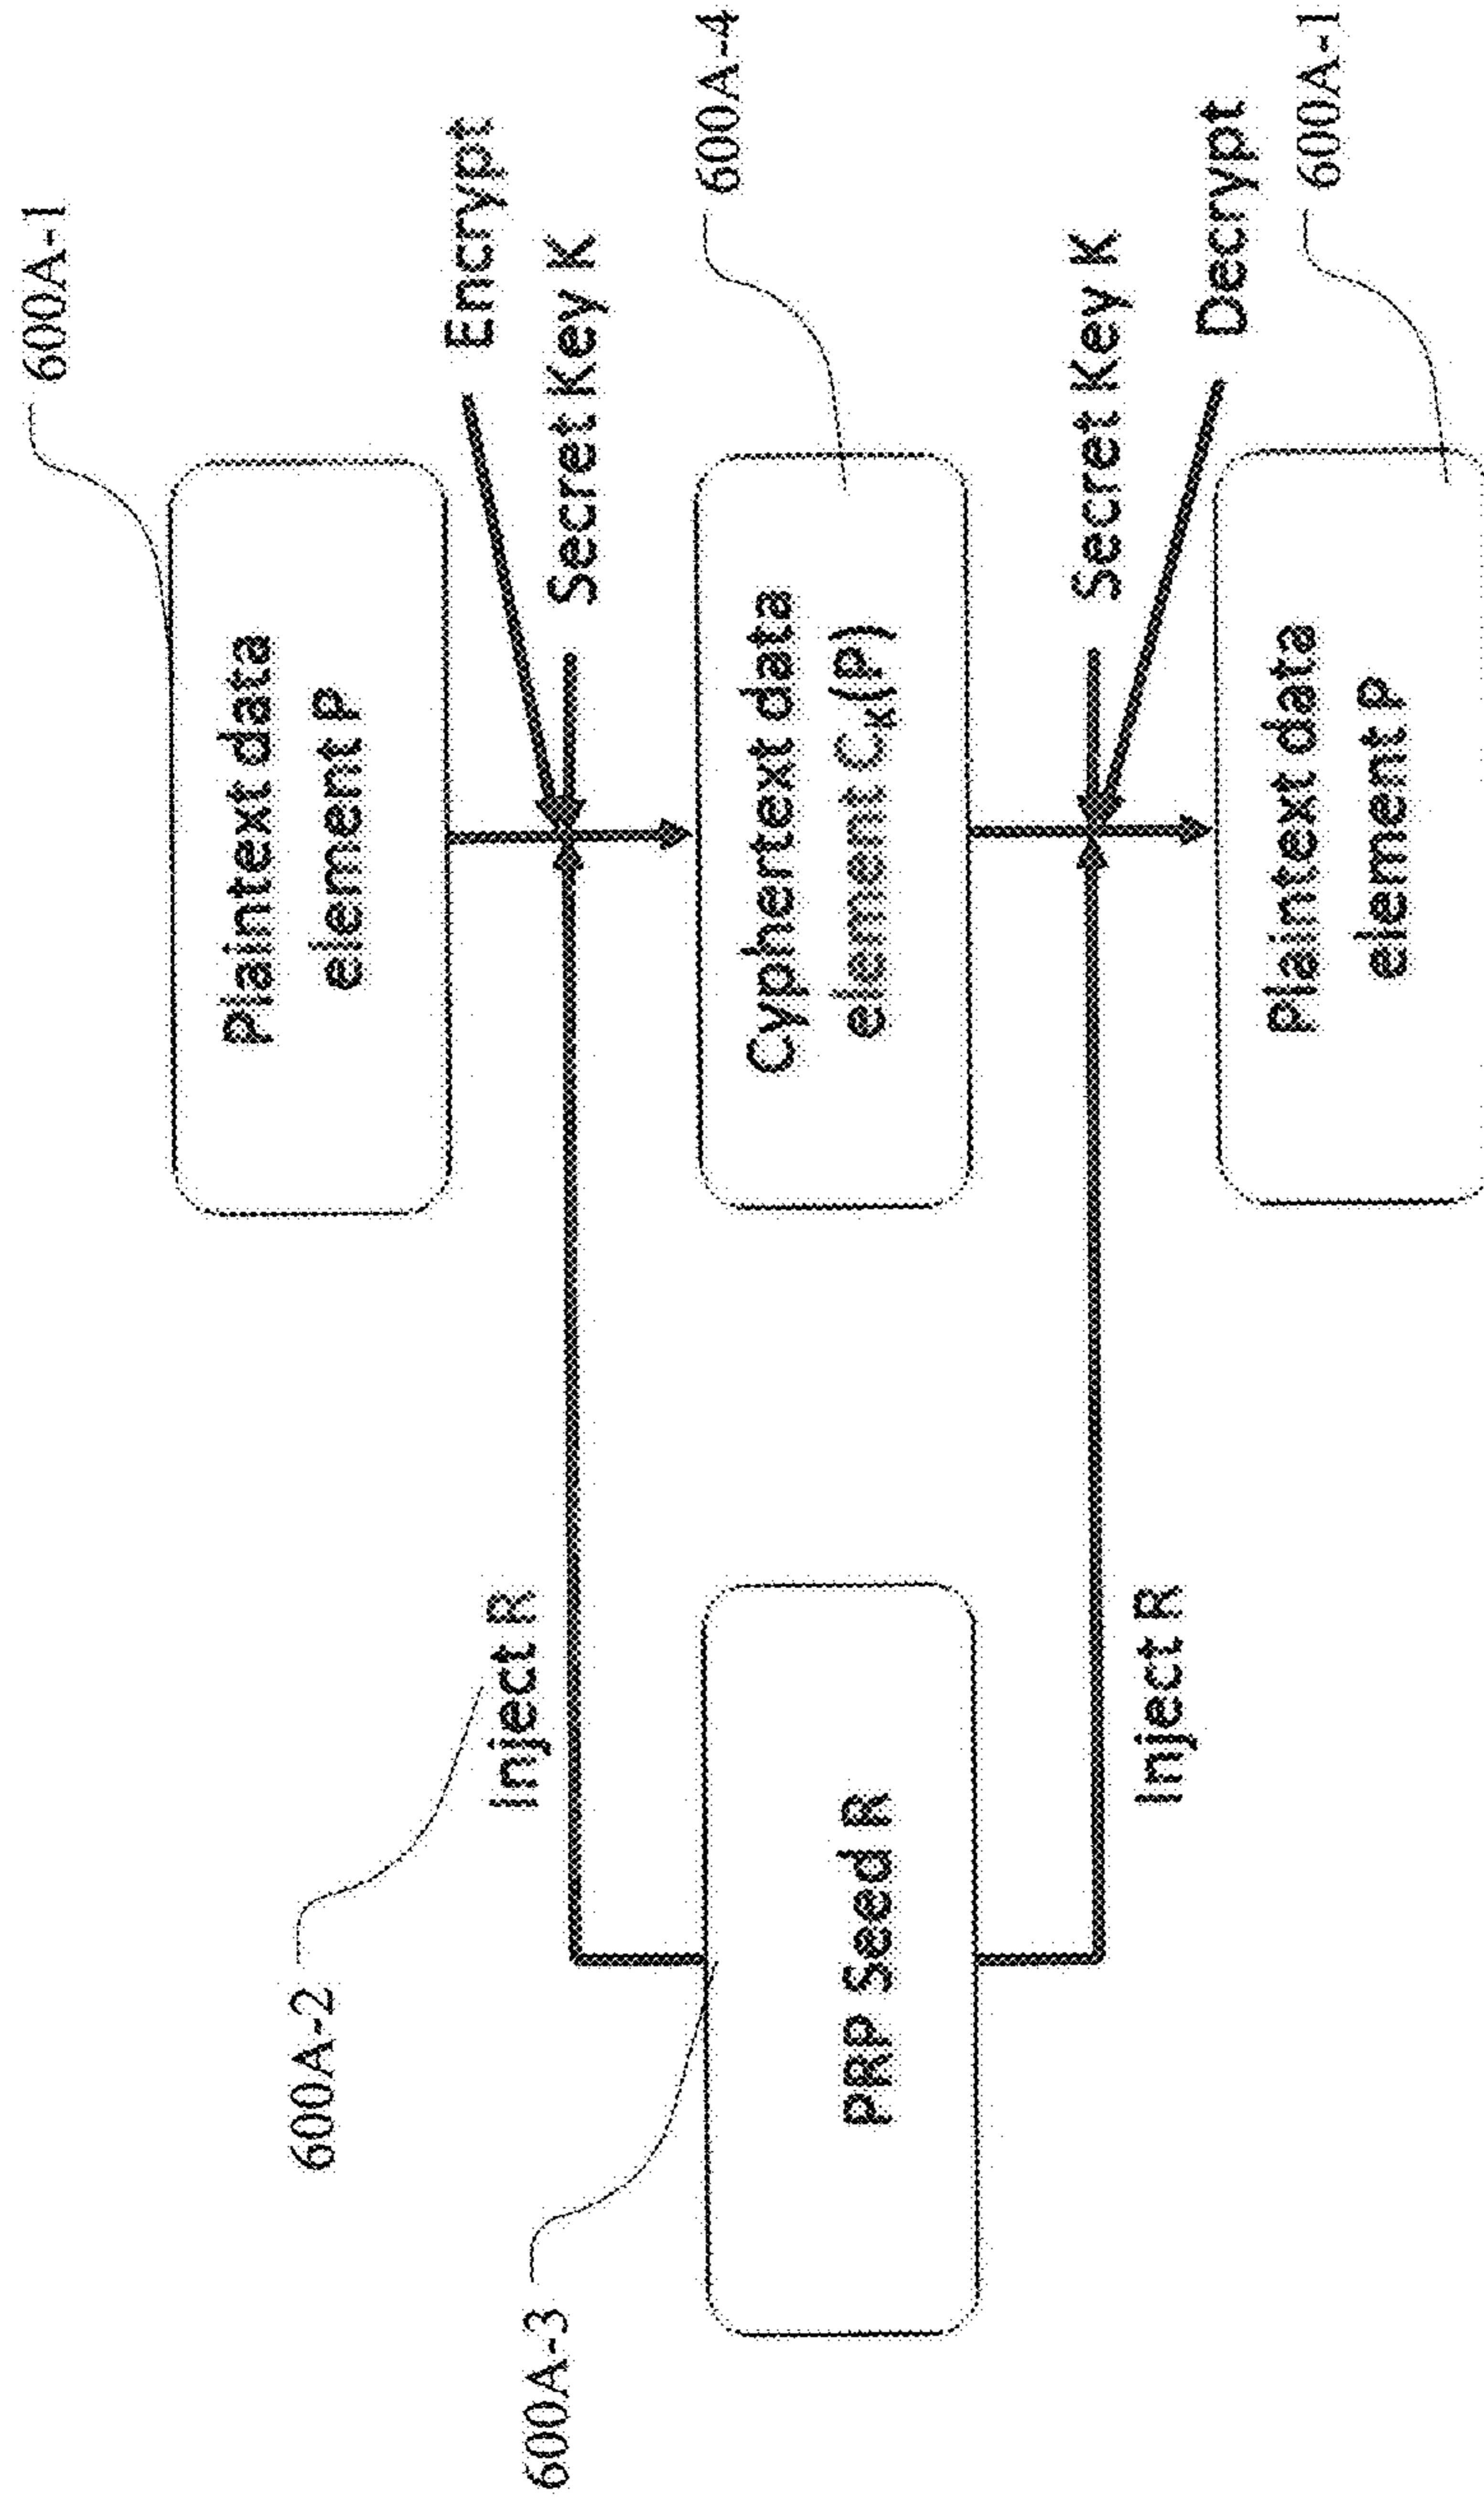 600A-1
Plaintext data
element P
Encrypt
Secret Key K
600A-2
Inject R
600A-3
PRP Seed R
600A-4
Cyphertext data
element Cₖ(P)
Inject R
Secret Key K
Decrypt
600A-1
Plaintext data
element P